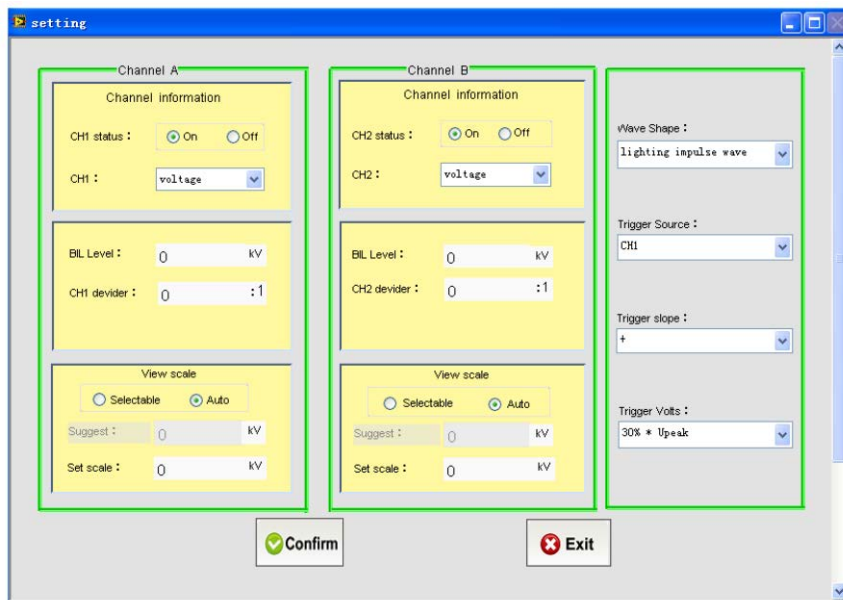 setting
Channel A
Channel information
CH1 status：
On
Off
CH1：
voltage
BIL Level：
0
kV
CH1 devider：
0
:1
View scale
Selectable
Auto
Suggest：
0
kV
Set scale：
0
kV
Channel B
Channel information
CH2 status：
On
Off
CH2：
voltage
BIL Level：
0
kV
CH2 devider：
0
:1
View scale
Selectable
Auto
Suggest：
0
kV
Set scale：
0
kV
Wave Shape：
lighting impulse wave
Trigger Source：
CH1
Trigger slope：
+
Trigger Volts：
30% * Upeak
Confirm
Exit